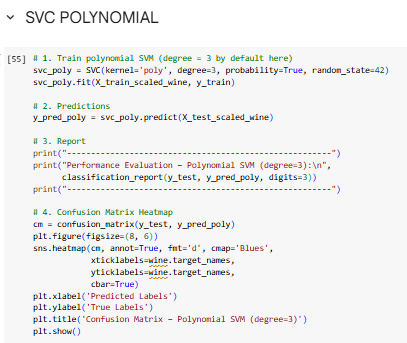 SVC POLYNOMIAL
[55] # 1. Train polynomial SVM (degree = 3 by default here)
svc_poly = SVC(kernel='poly', degree=3, probability=True, random_state=42)
svc_poly.fit(X_train_scaled_wine, y_train)
# 2. Predictions
y_pred_poly = svc_poly.predict(X_test_scaled_wine)
# 3. Report
print("-----------------------------------------------------")
print("Performance Evaluation – Polynomial SVM (degree=3):\n",
classification_report(y_test, y_pred_poly, digits=3))
print("-----------------------------------------------------")
# 4. Confusion Matrix Heatmap
cm = confusion_matrix(y_test, y_pred_poly)
plt.figure(figsize=(8, 6))
sns.heatmap(cm, annot=True, fmt='d', cmap='Blues',
xticklabels=wine.target_names,
yticklabels=wine.target_names,
cbar=True)
plt.xlabel('Predicted Labels')
plt.ylabel('True Labels')
plt.title('Confusion Matrix – Polynomial SVM (degree=3)')
plt.show()